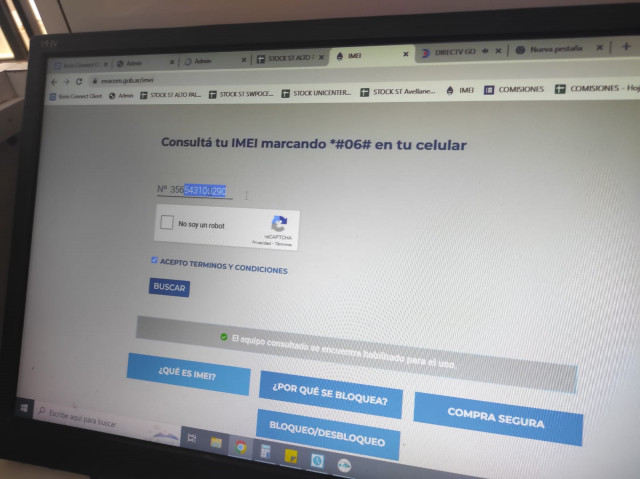 Admin
Admin
STOCK ST ALTO
IMEI
DIRECTV GO
Nueva pestaña
enacom.gob.ar/imei
Boris Connect Client
Admin
STOCK ST ALTO PAL...
STOCK ST SWPOCE...
STOCK UNICENTER...
STOCK ST Avellane...
IMEI
COMISIONES
COMISIONES - Hoj
Consultá tu IMEI marcando *#06# en tu celular
Nº
No soy un robot
reCAPTCHA
Privacidad - Términos
ACEPTO TERMINOS Y CONDICIONES
BUSCAR
El equipo consultado se encuentra habilitado para el uso.
¿QUÉ ES IMEI?
¿POR QUÉ SE BLOQUEA?
COMPRA SEGURA
BLOQUEO/DESBLOQUEO
Escribe aquí para buscar